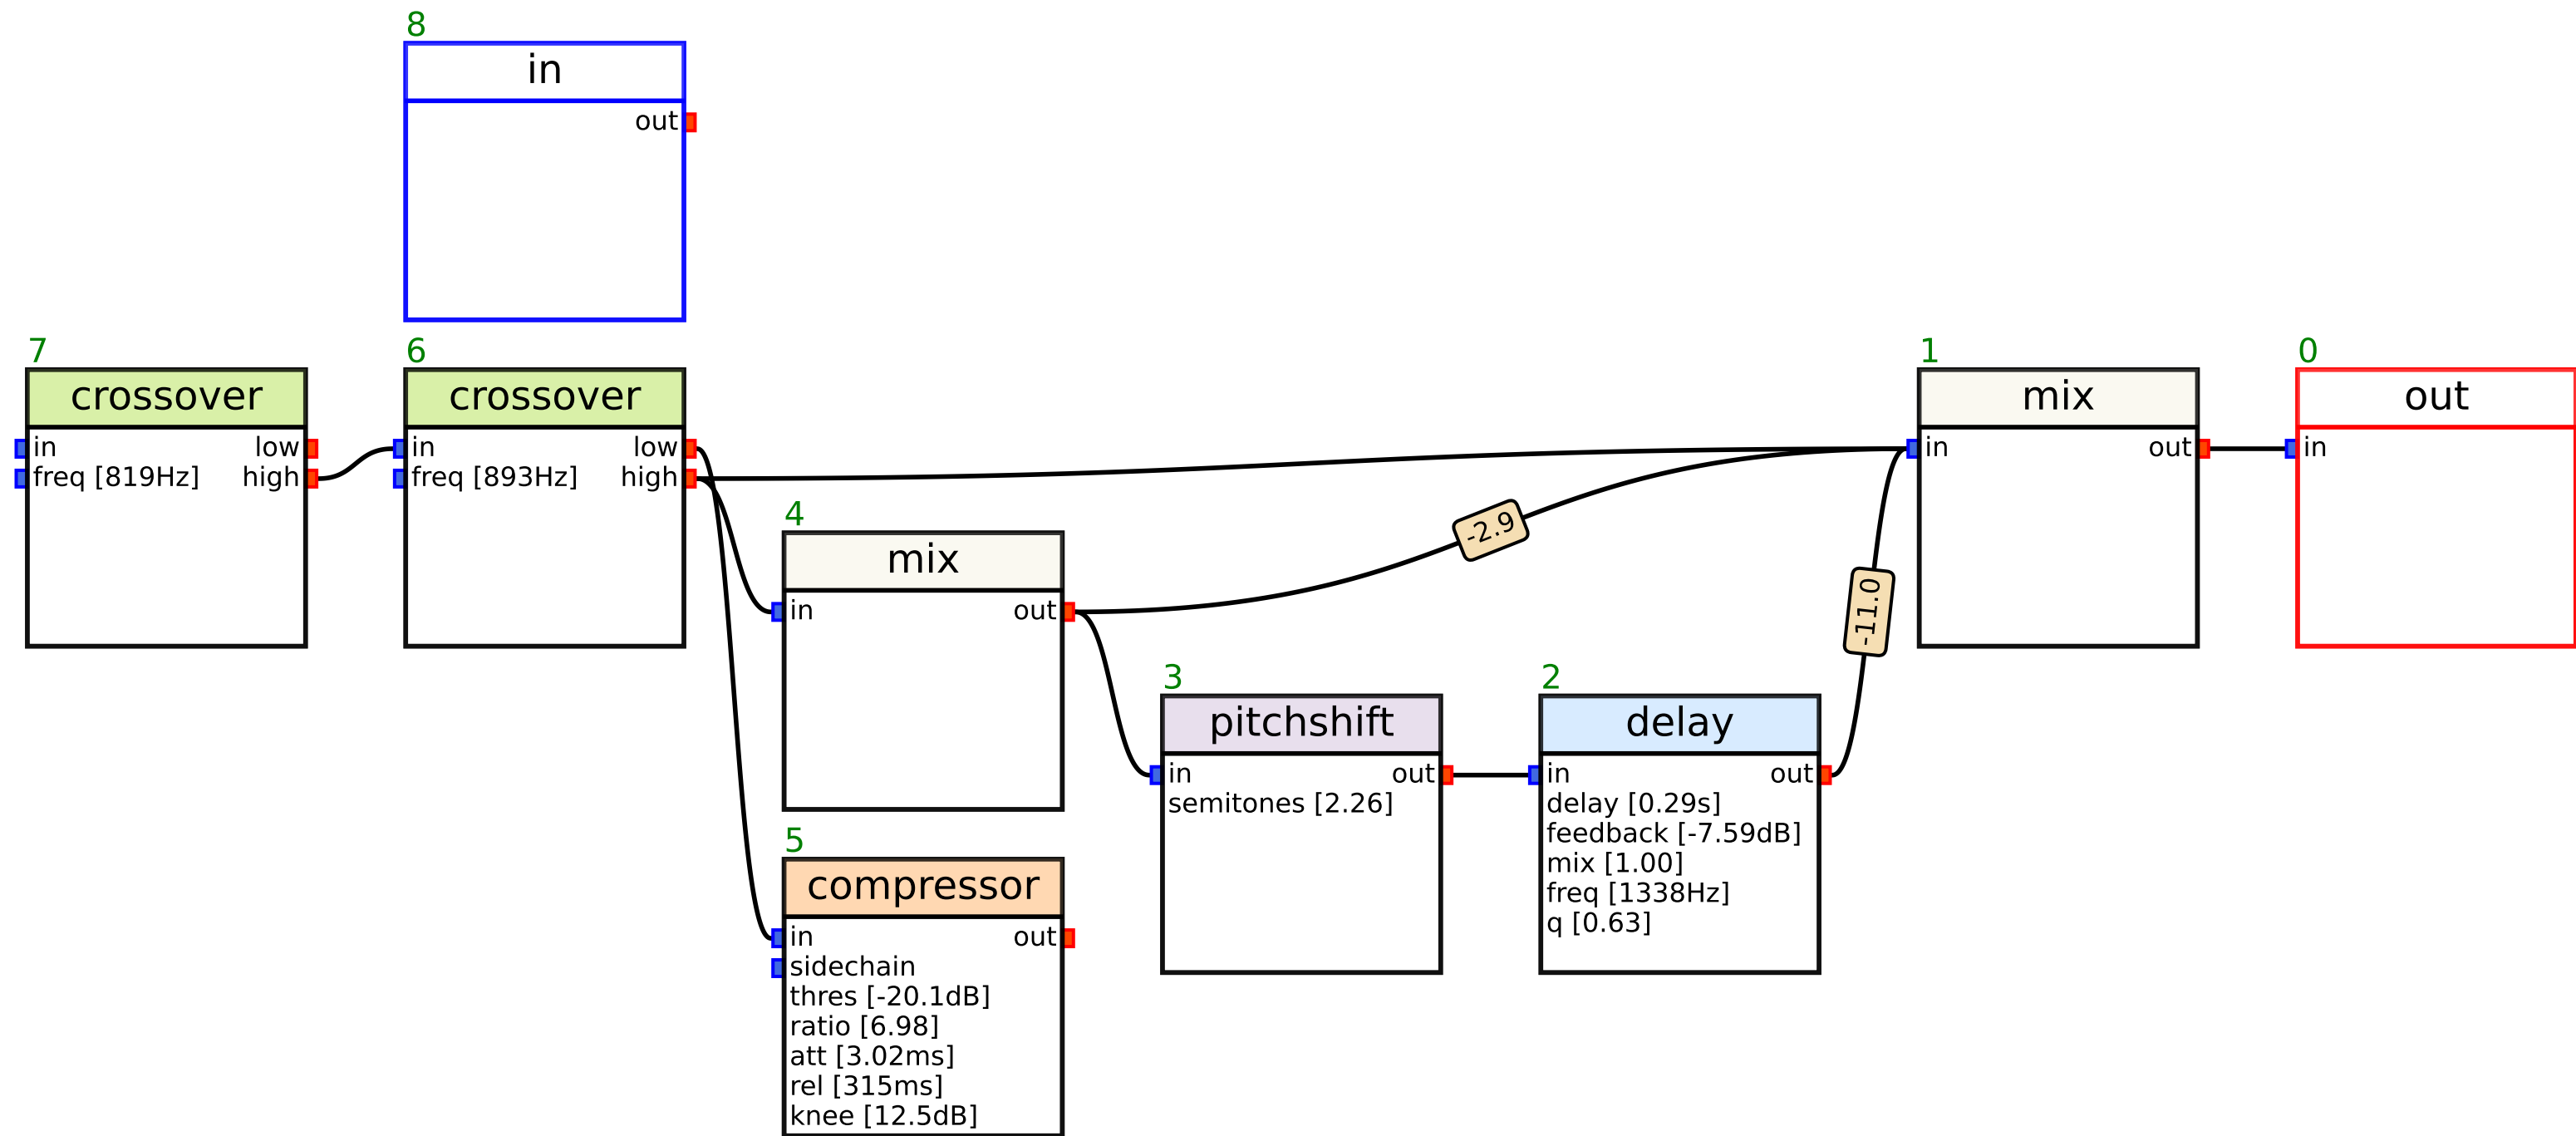 8
in
out
7
crossover
in low
freq [819Hz] high
6
crossover
in low
freq [893Hz] high
4
mix
in out
-2.9
5
compressor
in out
sidechain
thres [-20.1dB]
ratio [6.98]
att [3.02ms]
rel [315ms]
knee [12.5dB]
3
pitchshift
in out
semitones [2.26]
2
delay
in out
delay [0.29s]
feedback [-7.59dB]
mix [1.00]
freq [1338Hz]
q [0.63]
-11.0
1
mix
in out
0
out
in